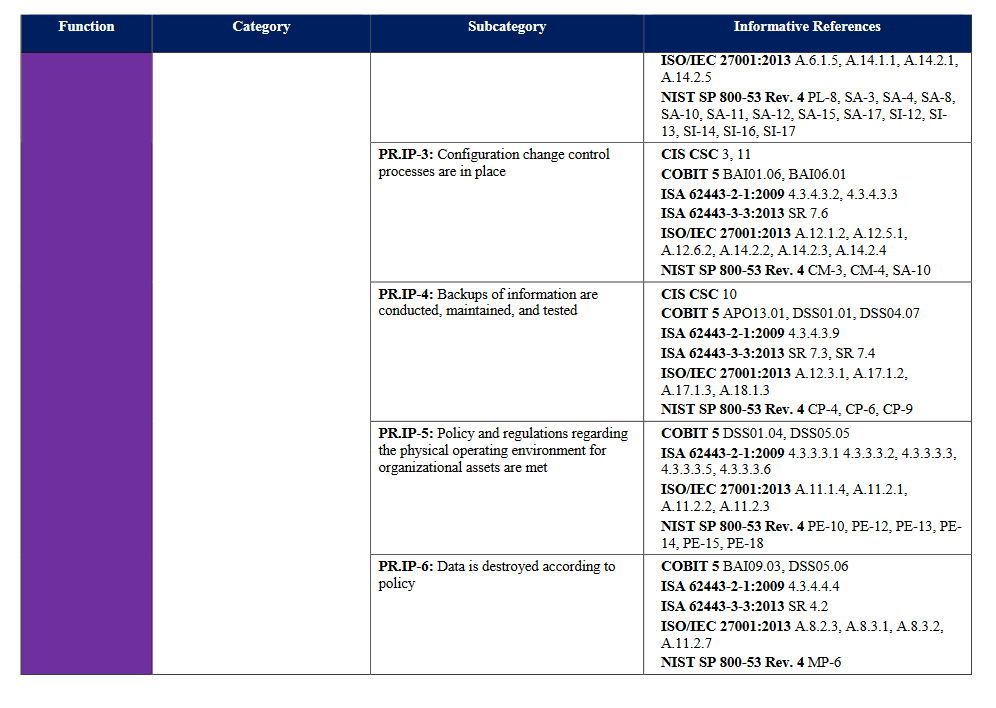 Function Category Subcategory Informative References
ISO/IEC 27001:2013 A.6.1.5, A.14.1.1, A.14.2.1,
A.14.2.5
NIST SP 800-53 Rev. 4 PL-8, SA-3, SA-4, SA-8,
SA-10, SA-11, SA-12, SA-15, SA-17, SI-12, SI-
13, SI-14, SI-16, SI-17
PR.IP-3: Configuration change control
processes are in place
CIS CSC 3, 11
COBIT 5 BAI01.06, BAI06.01
ISA 62443-2-1:2009 4.3.4.3.2, 4.3.4.3.3
ISA 62443-3-3:2013 SR 7.6
ISO/IEC 27001:2013 A.12.1.2, A.12.5.1,
A.12.6.2, A.14.2.2, A.14.2.3, A.14.2.4
NIST SP 800-53 Rev. 4 CM-3, CM-4, SA-10
PR.IP-4: Backups of information are
conducted, maintained, and tested
CIS CSC 10
COBIT 5 APO13.01, DSS01.01, DSS04.07
ISA 62443-2-1:2009 4.3.4.3.9
ISA 62443-3-3:2013 SR 7.3, SR 7.4
ISO/IEC 27001:2013 A.12.3.1, A.17.1.2,
A.17.1.3, A.18.1.3
NIST SP 800-53 Rev. 4 CP-4, CP-6, CP-9
PR.IP-5: Policy and regulations regarding
the physical operating environment for
organizational assets are met
COBIT 5 DSS01.04, DSS05.05
ISA 62443-2-1:2009 4.3.3.3.1 4.3.3.3.2, 4.3.3.3.3,
4.3.3.3.5, 4.3.3.3.6
ISO/IEC 27001:2013 A.11.1.4, A.11.2.1,
A.11.2.2, A.11.2.3
NIST SP 800-53 Rev. 4 PE-10, PE-12, PE-13, PE-
14, PE-15, PE-18
PR.IP-6: Data is destroyed according to
policy
COBIT 5 BAI09.03, DSS05.06
ISA 62443-2-1:2009 4.3.4.4.4
ISA 62443-3-3:2013 SR 4.2
ISO/IEC 27001:2013 A.8.2.3, A.8.3.1, A.8.3.2,
A.11.2.7
NIST SP 800-53 Rev. 4 MP-6